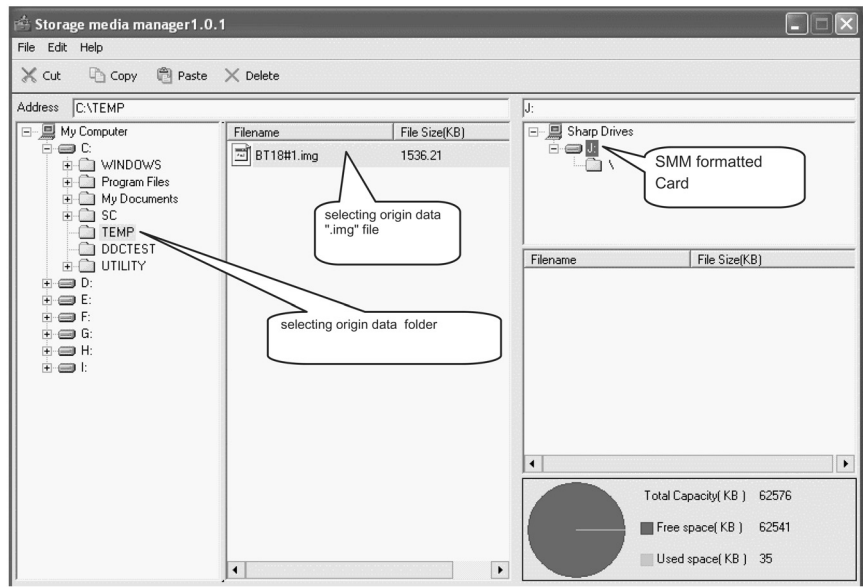 Storage media manager1.0.1
File Edit Help
Cut Copy Paste Delete
Address C:\TEMP
J:
My Computer
C:
WINDOWS
Program Files
My Documents
SC
TEMP
DDCTEST
UTILITY
D:
E:
F:
G:
H:
I:
Filename File Size(KB)
BT18#1.img 1536.21
selecting origin data
".img" file
selecting origin data folder
Sharp Drives
J:
\
SMM formatted
Card
Filename File Size(KB)
Total Capacity( KB ) 62576
Free space( KB ) 62541
Used space( KB ) 35